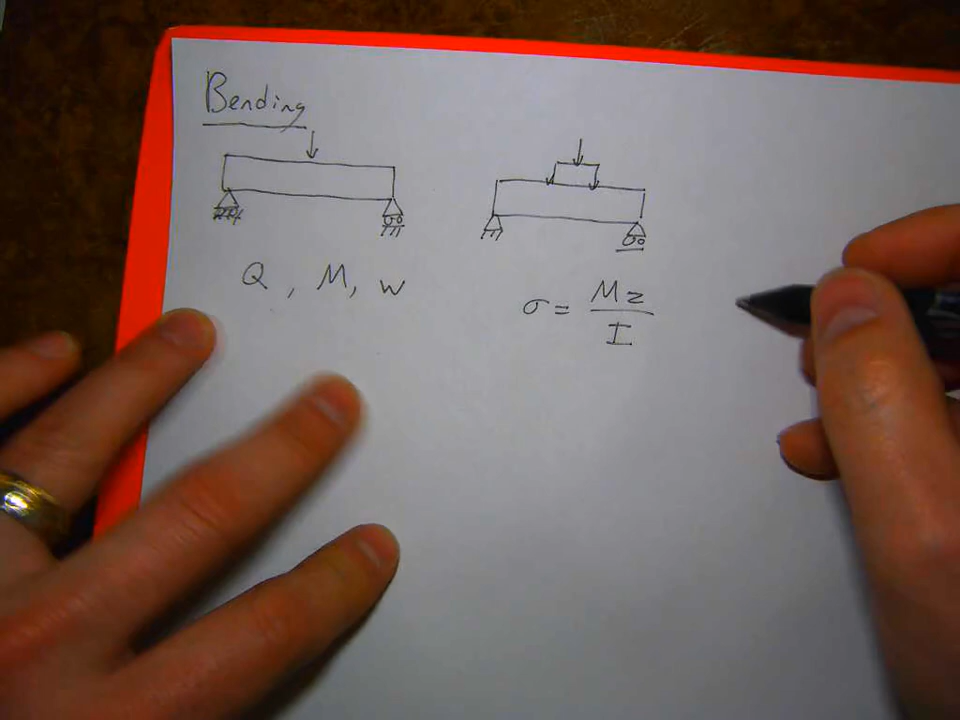 Bending
Q, M, w
σ = Mz
I